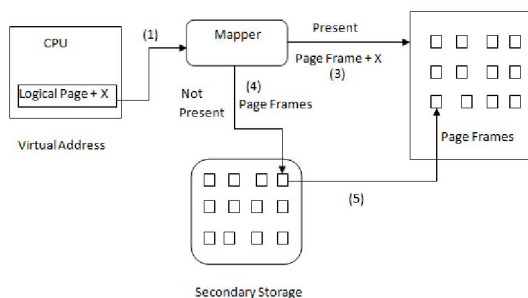 CPU
Logical Page + X
Virtual Address
(1)
Mapper
Present
Page Frame + X
(3)
Not
Present
(4)
Page Frames
Page Frames
(5)
Secondary Storage